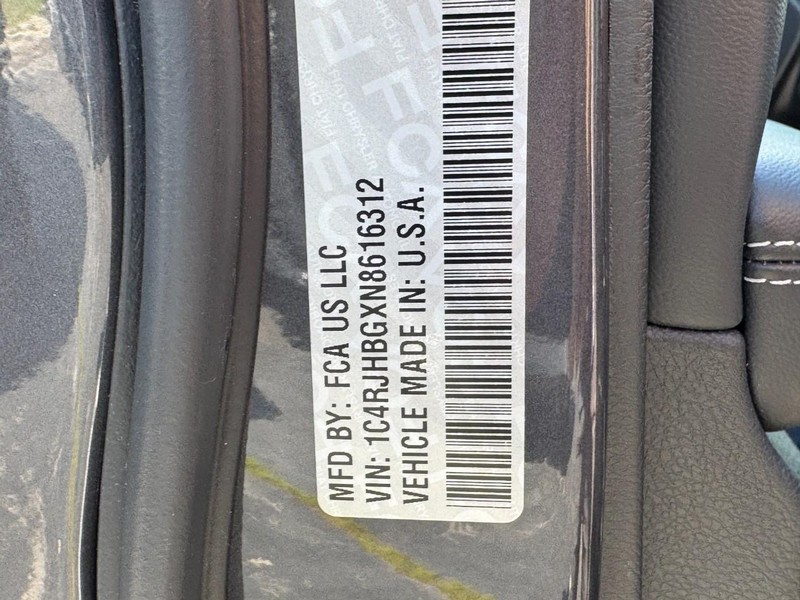 MFD BY: FCA US LLC
VIN: 1C4RJHBGXN8616312
VEHICLE MADE IN: U.S.A.